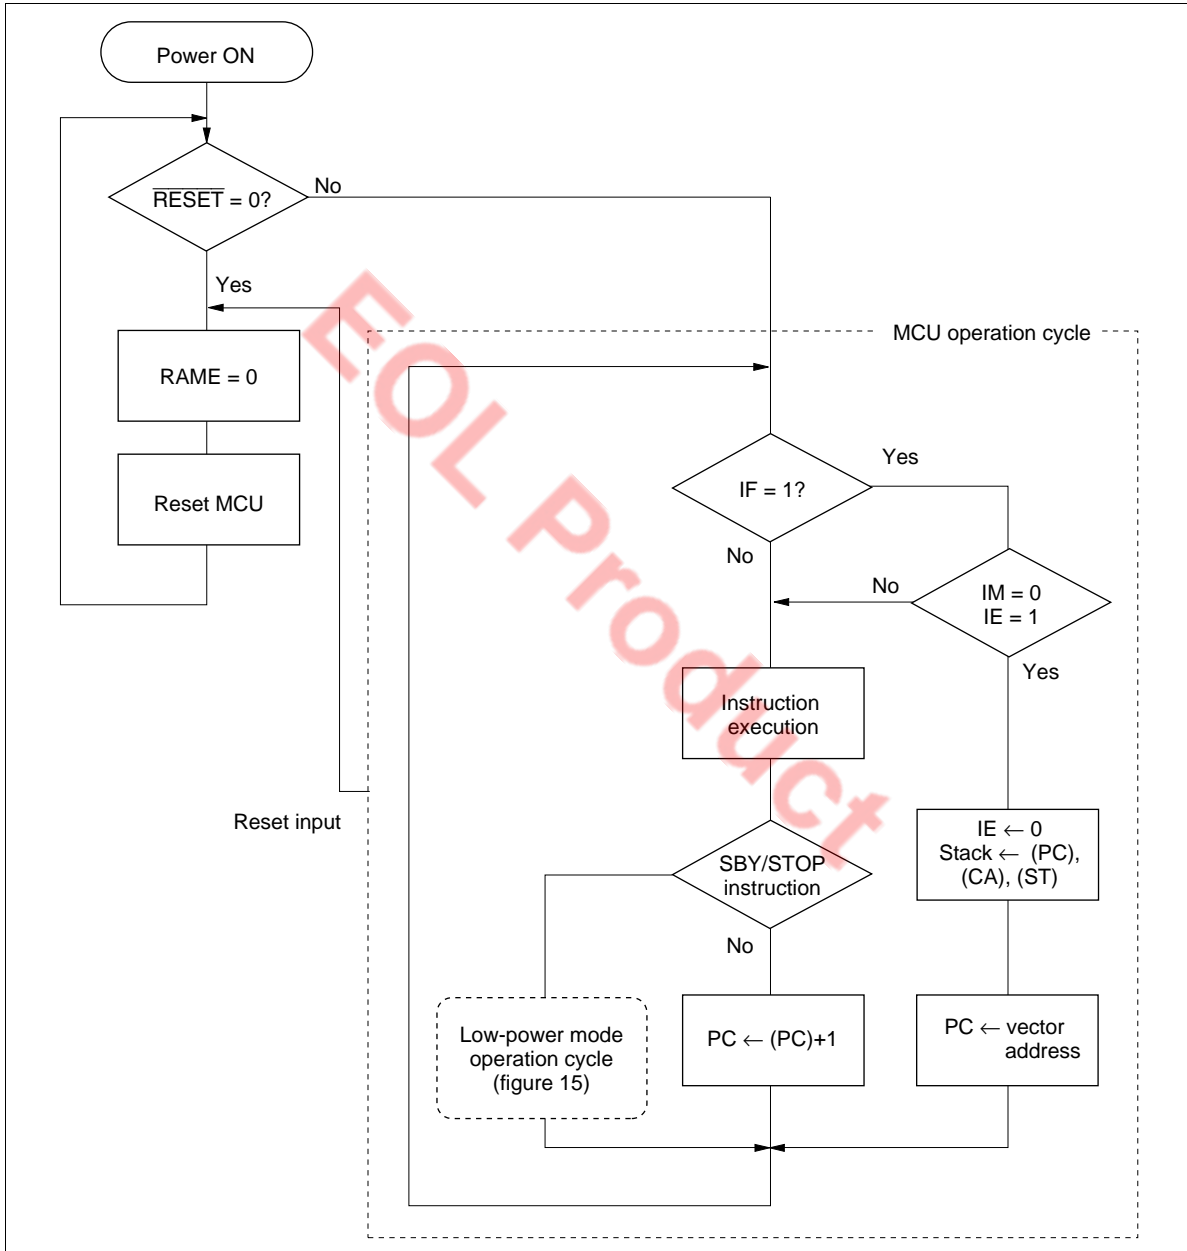 Power ON
RESET = 0?
No
Yes
RAME = 0
Reset MCU
Reset input
MCU operation cycle
IF = 1?
Yes
No
IM = 0
IE = 1
No
Yes
Instruction
execution
IE ← 0
Stack ← (PC),
(CA), (ST)
SBY/STOP
instruction
No
Low-power mode
operation cycle
(figure 15)
PC ← (PC)+1
PC ← vector
address
EOL Product